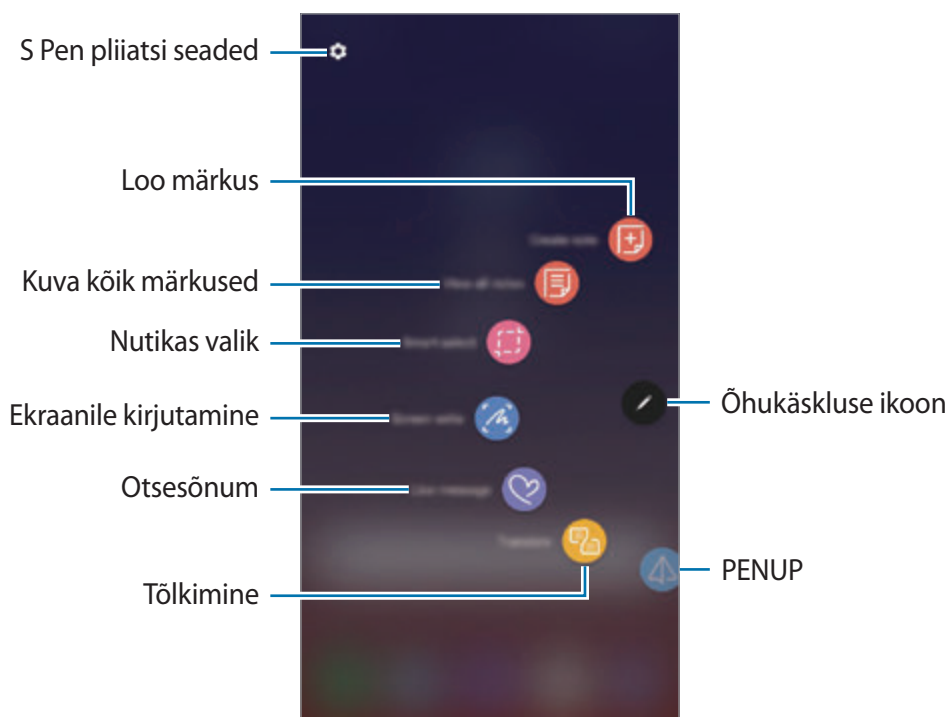 S Pen pliiatsi seaded
Loo märkus
Create note
Kuva kõik märkused
View all notes
Nutikas valik
Smart select
Ekraanile kirjutamine
Screen write
Õhukäskluse ikoon
Otsesõnum
Live message
Translate
PENUP
Tõlkimine